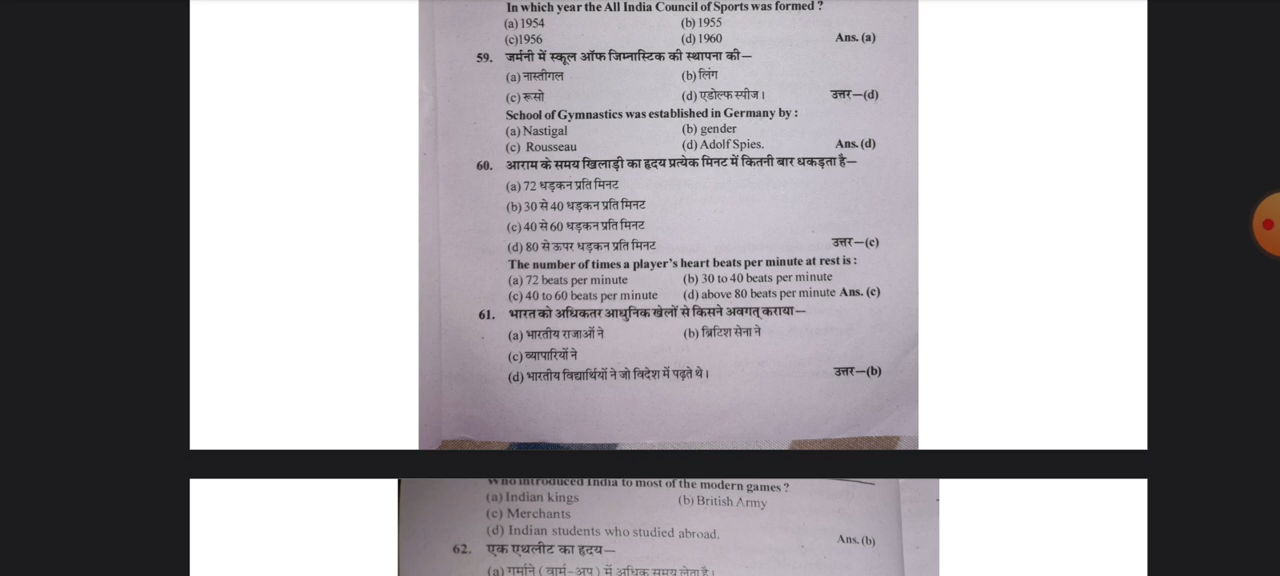 In which year the All India Council of Sports was formed ?
(a) 1954 (b) 1955
(c)1956 (d) 1960 Ans. (a)
59. जर्मनी में स्कूल ऑफ जिम्नास्टिक की स्थापना की—
(a) नास्तीगल (b) लिंग
(c) रूसो (d) एडोल्फ स्पीज। उत्तर—(d)
School of Gymnastics was established in Germany by :
(a) Nastigal (b) gender
(c) Rousseau (d) Adolf Spies. Ans. (d)
60. आराम के समय खिलाड़ी का हृदय प्रत्येक मिनट में कितनी बार धकड़ता है—
(a) 72 धड़कन प्रति मिनट
(b) 30 से 40 धड़कन प्रति मिनट
(c) 40 से 60 धड़कन प्रति मिनट
(d) 80 से ऊपर धड़कन प्रति मिनट उत्तर—(c)
The number of times a player's heart beats per minute at rest is :
(a) 72 beats per minute (b) 30 to 40 beats per minute
(c) 40 to 60 beats per minute (d) above 80 beats per minute Ans. (c)
61. भारत को अधिकतर आधुनिक खेलों से किसने अवगत् कराया—
(a) भारतीय राजाओं ने (b) ब्रिटिश सेना ने
(c) व्यापारियों ने
(d) भारतीय विद्यार्थियों ने जो विदेश में पढ़ते थे। उत्तर—(b)
Who introduced India to most of the modern games ?
(a) Indian kings (b) British Army
(c) Merchants
(d) Indian students who studied abroad. Ans. (b)
62. एक एथलीट का हृदय—
(a) गर्माने ( वार्म-अप ) में अधिक समय लेता है।